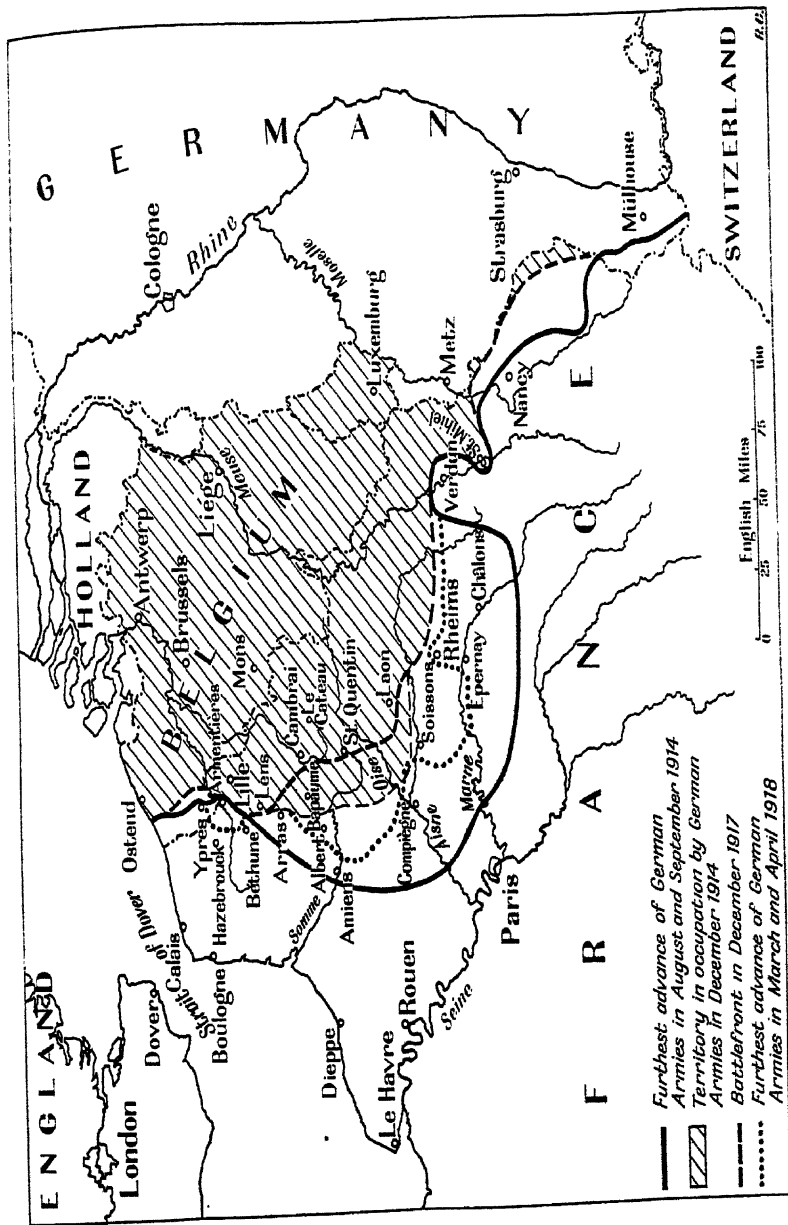 ENGLAND
London
Dover
Strait of Dover
Calais
Boulogne
Ostend
HOLLAND
Antwerp
Brussels
BELGIUM
Liège
Meuse
Mons
Cologne
Rhine
GERMANY
Moselle
Ypres
Hazebrouck
Armentières
Lille
Béthune
Lens
Arras
Cambrai
Le
Cateau
Bapaume
Albert
Somme
Amiens
St Quentin
Oise
Laon
Luxemburg
Dieppe
Le Havre
Rouen
Seine
Compiègne
Aisne
Soissons
Rheims
Verdun
Metz
St. Mihiel
Marne
Epernay
Châlons
Paris
Nancy
Strasburg
Mülhouse
FRANCE
SWITZERLAND
Furthest advance of German
Armies in August and September 1914
Territory in occupation by German
Armies in December 1914
Battlefront in December 1917
Furthest advance of German
Armies in March and April 1918
English Miles
0 25 50 75 100